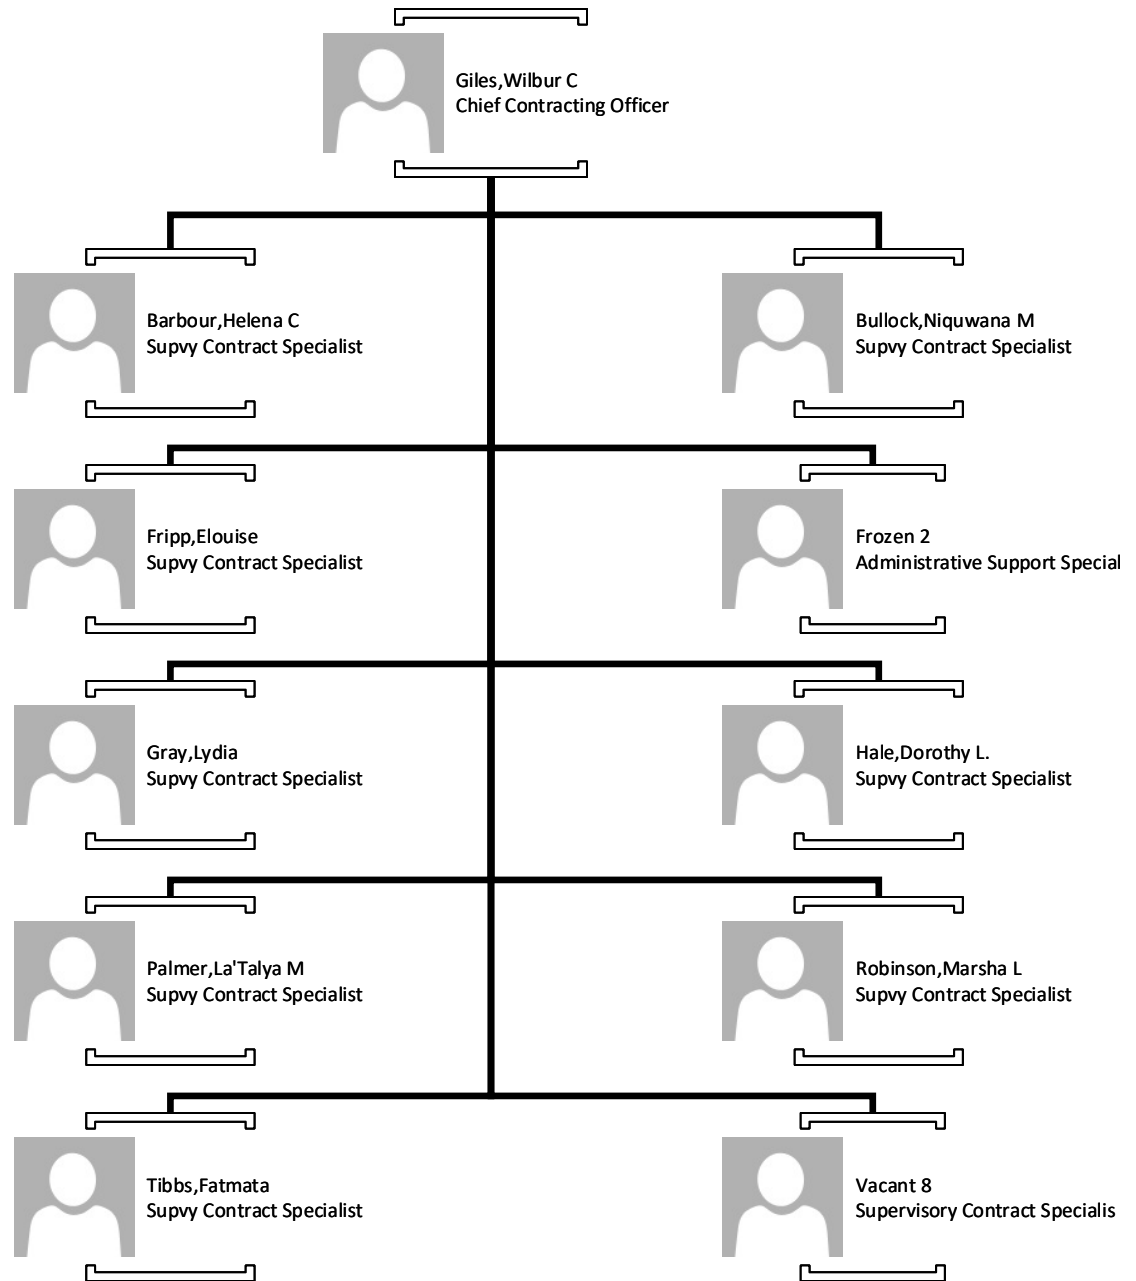 Giles,Wilbur C
Chief Contracting Officer
Barbour,Helena C
Supvy Contract Specialist
Bullock,Niquwana M
Supvy Contract Specialist
Fripp,Elouise
Supvy Contract Specialist
Frozen 2
Administrative Support Special
Gray,Lydia
Supvy Contract Specialist
Hale,Dorothy L.
Supvy Contract Specialist
Palmer,La'Talya M
Supvy Contract Specialist
Robinson,Marsha L
Supvy Contract Specialist
Tibbs,Fatmata
Supvy Contract Specialist
Vacant 8
Supervisory Contract Specialis